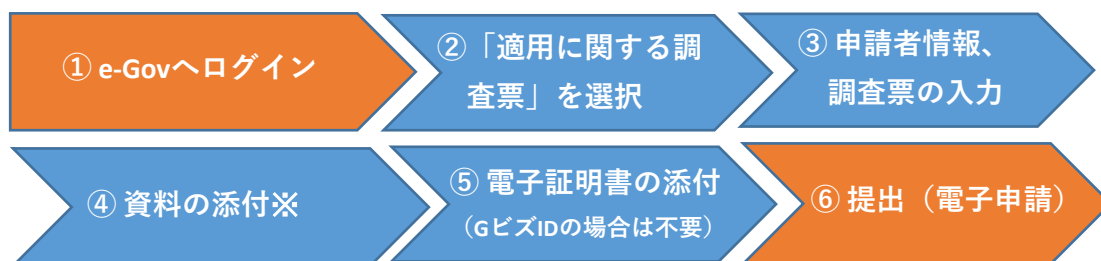 ① e-Govへログイン
②「適用に関する調
査票」を選択
③ 申請者情報、
調査票の入力
④ 資料の添付※
⑤ 電子証明書の添付
（GビズIDの場合は不要）
⑥ 提出（電子申請）